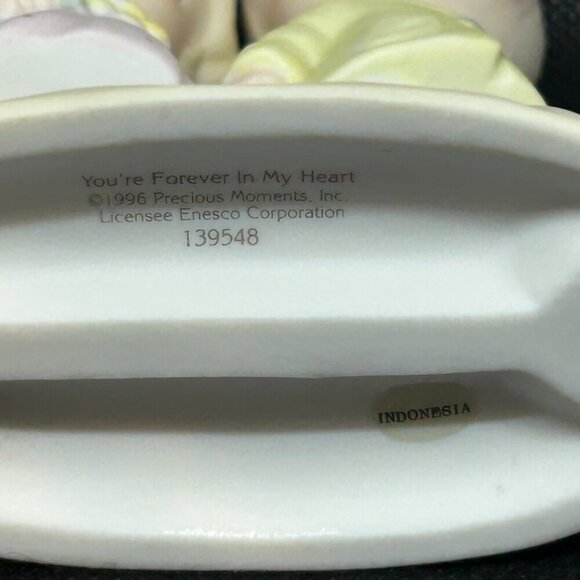 You're Forever In My Heart
©1996 Precious Moments, Inc.
Licensee Enesco Corporation
139548
INDONESIA